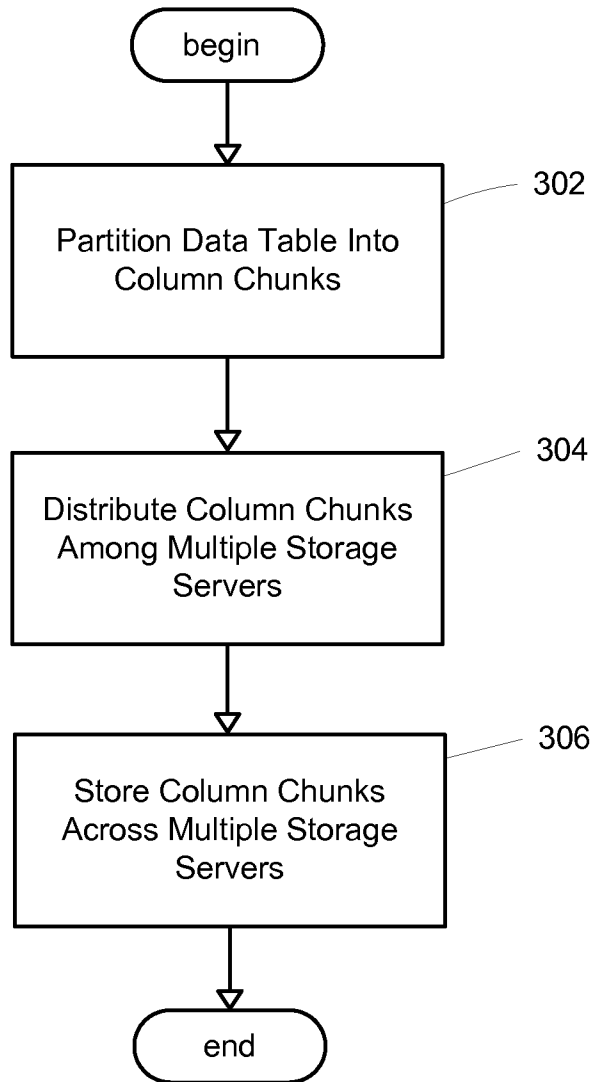 begin
302
Partition Data Table Into
Column Chunks
304
Distribute Column Chunks
Among Multiple Storage
Servers
306
Store Column Chunks
Across Multiple Storage
Servers
end